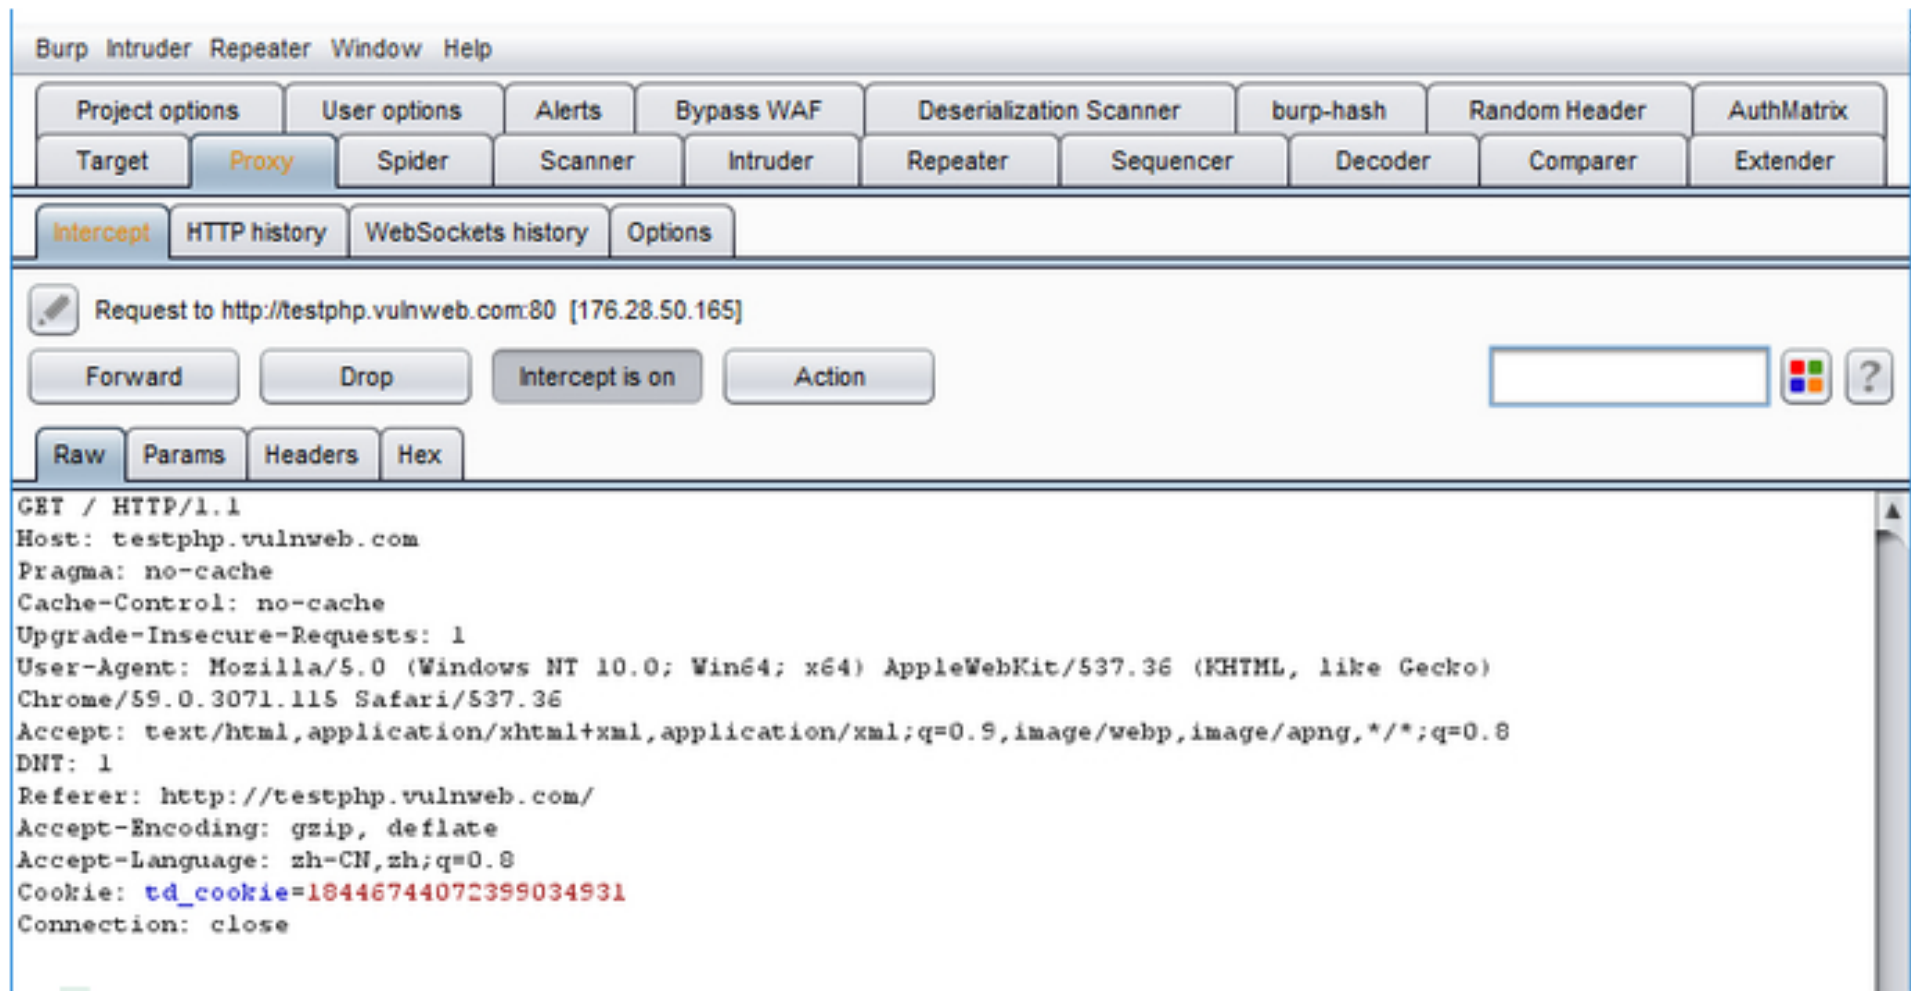 Burp Intruder Repeater Window Help
Project options User options Alerts Bypass WAF Deserialization Scanner burp-hash Random Header AuthMatrix
Target Proxy Spider Scanner Intruder Repeater Sequencer Decoder Comparer Extender
Intercept HTTP history WebSockets history Options
Request to http://testphp.vulnweb.com:80 [176.28.50.165]
Forward Drop Intercept is on Action ?
Raw Params Headers Hex
GET / HTTP/1.1
Host: testphp.vulnweb.com
Pragma: no-cache
Cache-Control: no-cache
Upgrade-Insecure-Requests: 1
User-Agent: Mozilla/5.0 (Windows NT 10.0; Win64; x64) AppleWebKit/537.36 (KHTML, like Gecko)
Chrome/59.0.3071.115 Safari/537.36
Accept: text/html,application/xhtml+xml,application/xml;q=0.9,image/webp,image/apng,*/*;q=0.8
DNT: 1
Referer: http://testphp.vulnweb.com/
Accept-Encoding: gzip, deflate
Accept-Language: zh-CN,zh;q=0.8
Cookie: td_cookie=18446744072399034931
Connection: close